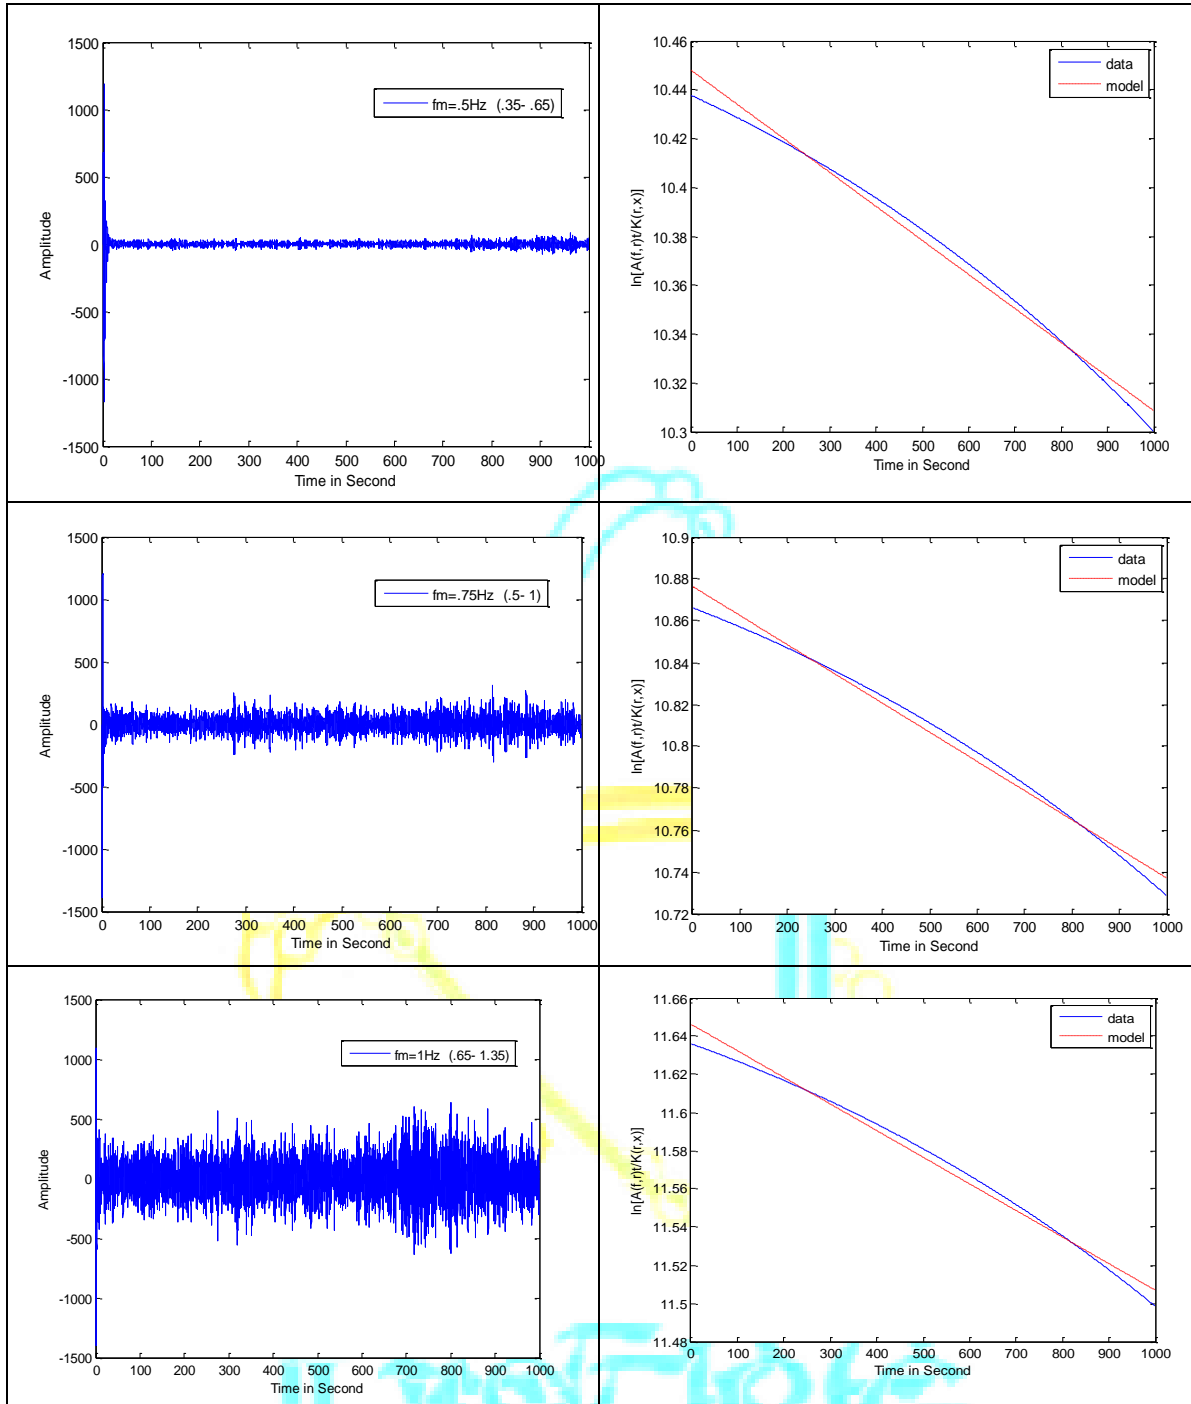 1500
1000
500
0
-500
-1000
-1500
Amplitude
fm=.5Hz (.35- .65)
0 100 200 300 400 500 600 700 800 900 1000
Time in Second
10.46
10.44
10.42
10.4
10.38
10.36
10.34
10.32
10.3
ln[A(f,r)t/K(r,x)]
data
model
0 100 200 300 400 500 600 700 800 900 1000
Time in Second
1500
1000
500
0
-500
-1000
-1500
Amplitude
fm=.75Hz (.5- 1)
0 100 200 300 400 500 600 700 800 900 1000
Time in Second
10.9
10.88
10.86
10.84
10.82
10.8
10.78
10.76
10.74
10.72
ln[A(f,r)t/K(r,x)]
data
model
0 100 200 300 400 500 600 700 800 900 1000
Time in Second
1500
1000
500
0
-500
-1000
-1500
Amplitude
fm=1Hz (.65- 1.35)
0 100 200 300 400 500 600 700 800 900 1000
Time in Second
11.66
11.64
11.62
11.6
11.58
11.56
11.54
11.52
11.5
11.48
ln[A(f,r)t/K(r,x)]
data
model
0 100 200 300 400 500 600 700 800 900 1000
Time in Second